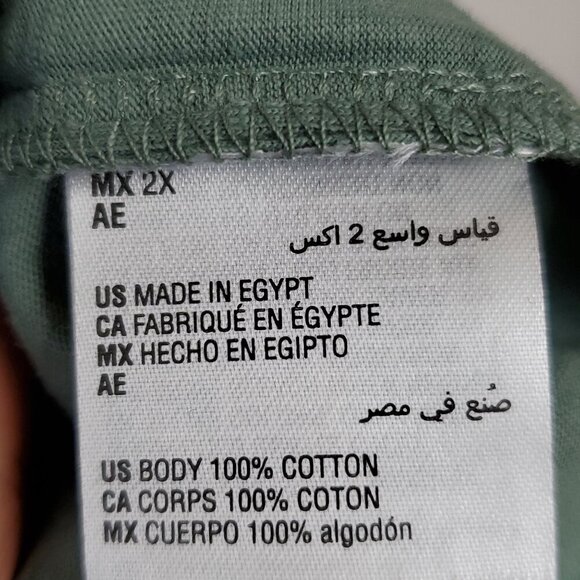 MX 2X
AE
قياس واسع 2 اكس
US MADE IN EGYPT
CA FABRIQUÉ EN ÉGYPTE
MX HECHO EN EGIPTO
AE
صُنع في مصر
US BODY 100% COTTON
CA CORPS 100% COTON
MX CUERPO 100% algodón